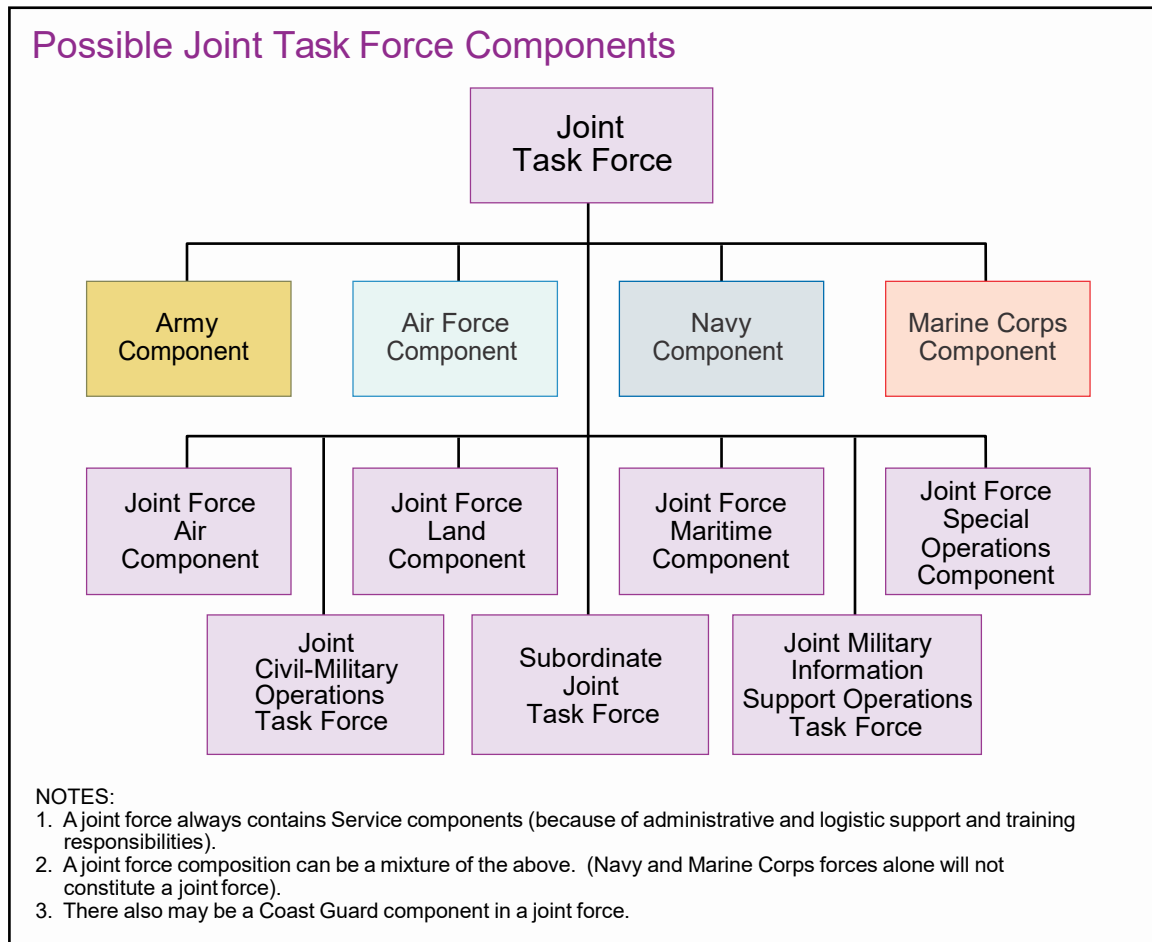 Possible Joint Task Force Components
Joint
Task Force
Army
Component
Air Force
Component
Navy
Component
Marine Corps
Component
Joint Force
Air
Component
Joint Force
Land
Component
Joint Force
Maritime
Component
Joint Force
Special
Operations
Component
Joint
Civil-Military
Operations
Task Force
Subordinate
Joint
Task Force
Joint Military
Information
Support Operations
Task Force
NOTES:
1. A joint force always contains Service components (because of administrative and logistic support and training
responsibilities).
2. A joint force composition can be a mixture of the above. (Navy and Marine Corps forces alone will not
constitute a joint force).
3. There also may be a Coast Guard component in a joint force.